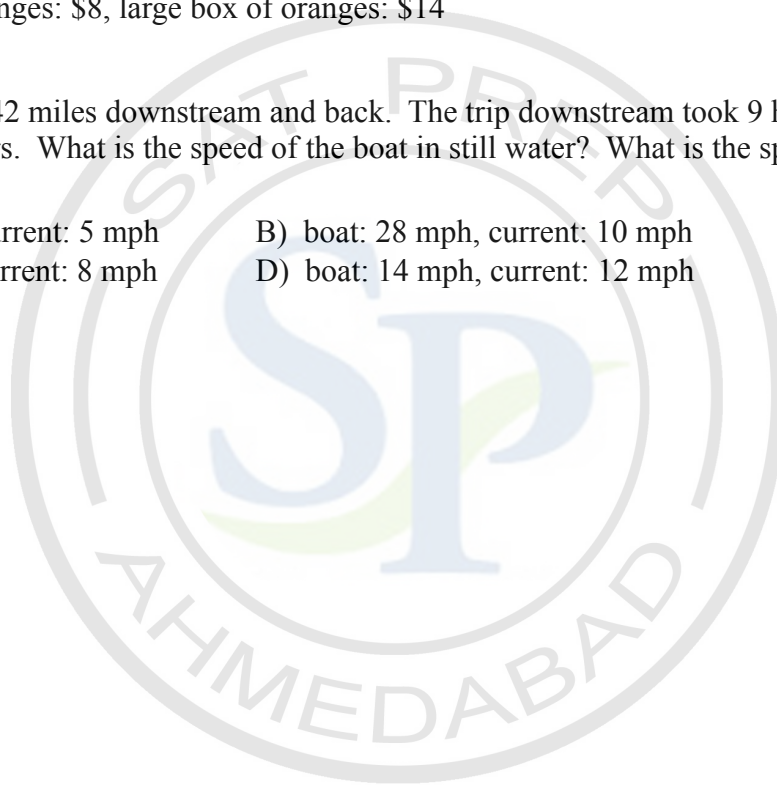 nges: $8, large box of oranges: $14
42 miles downstream and back. The trip downstream took 9
s. What is the speed of the boat in still water? What is the
rrent: 5 mph B) boat: 28 mph, current: 10 mph
rrent: 8 mph D) boat: 14 mph, current: 12 mph
SAT PREP
SP
AHMEDABAD